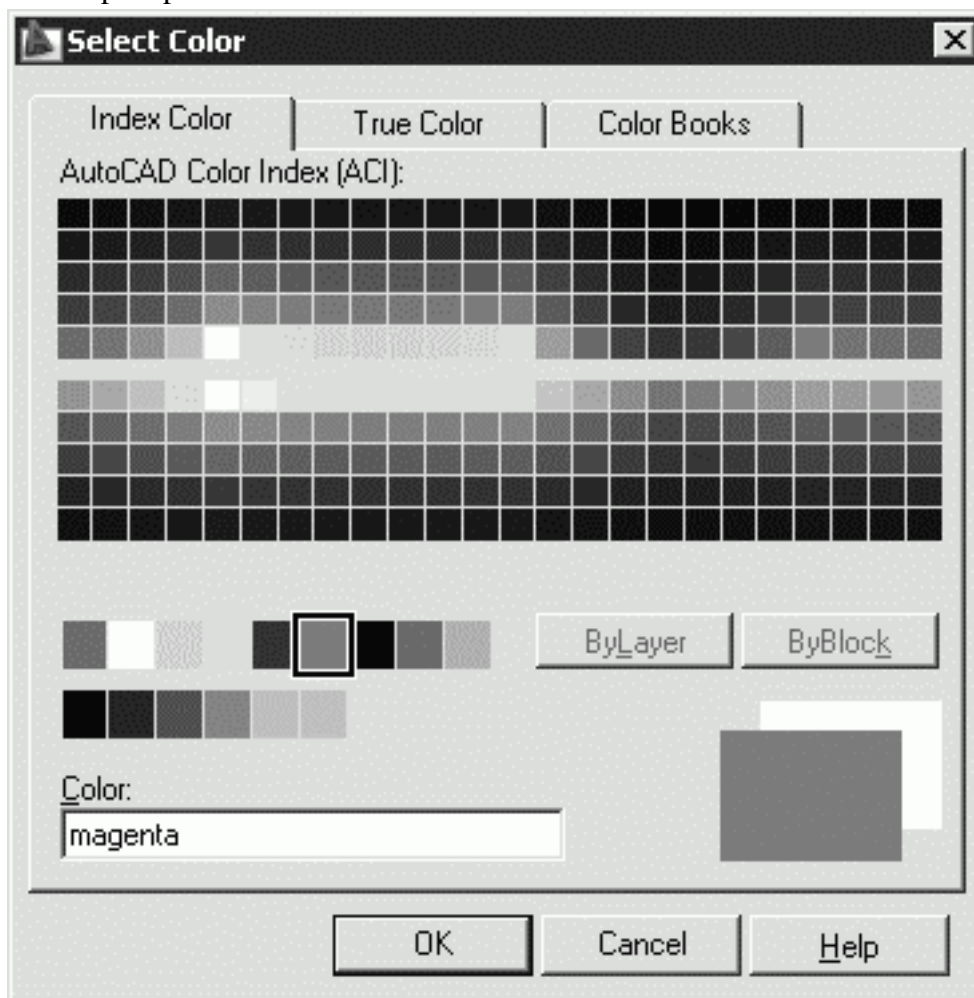 Select Color
Index Color True Color Color Books
AutoCAD Color Index (ACI):
ByLayer ByBlock
Color:
magenta
OK Cancel Help